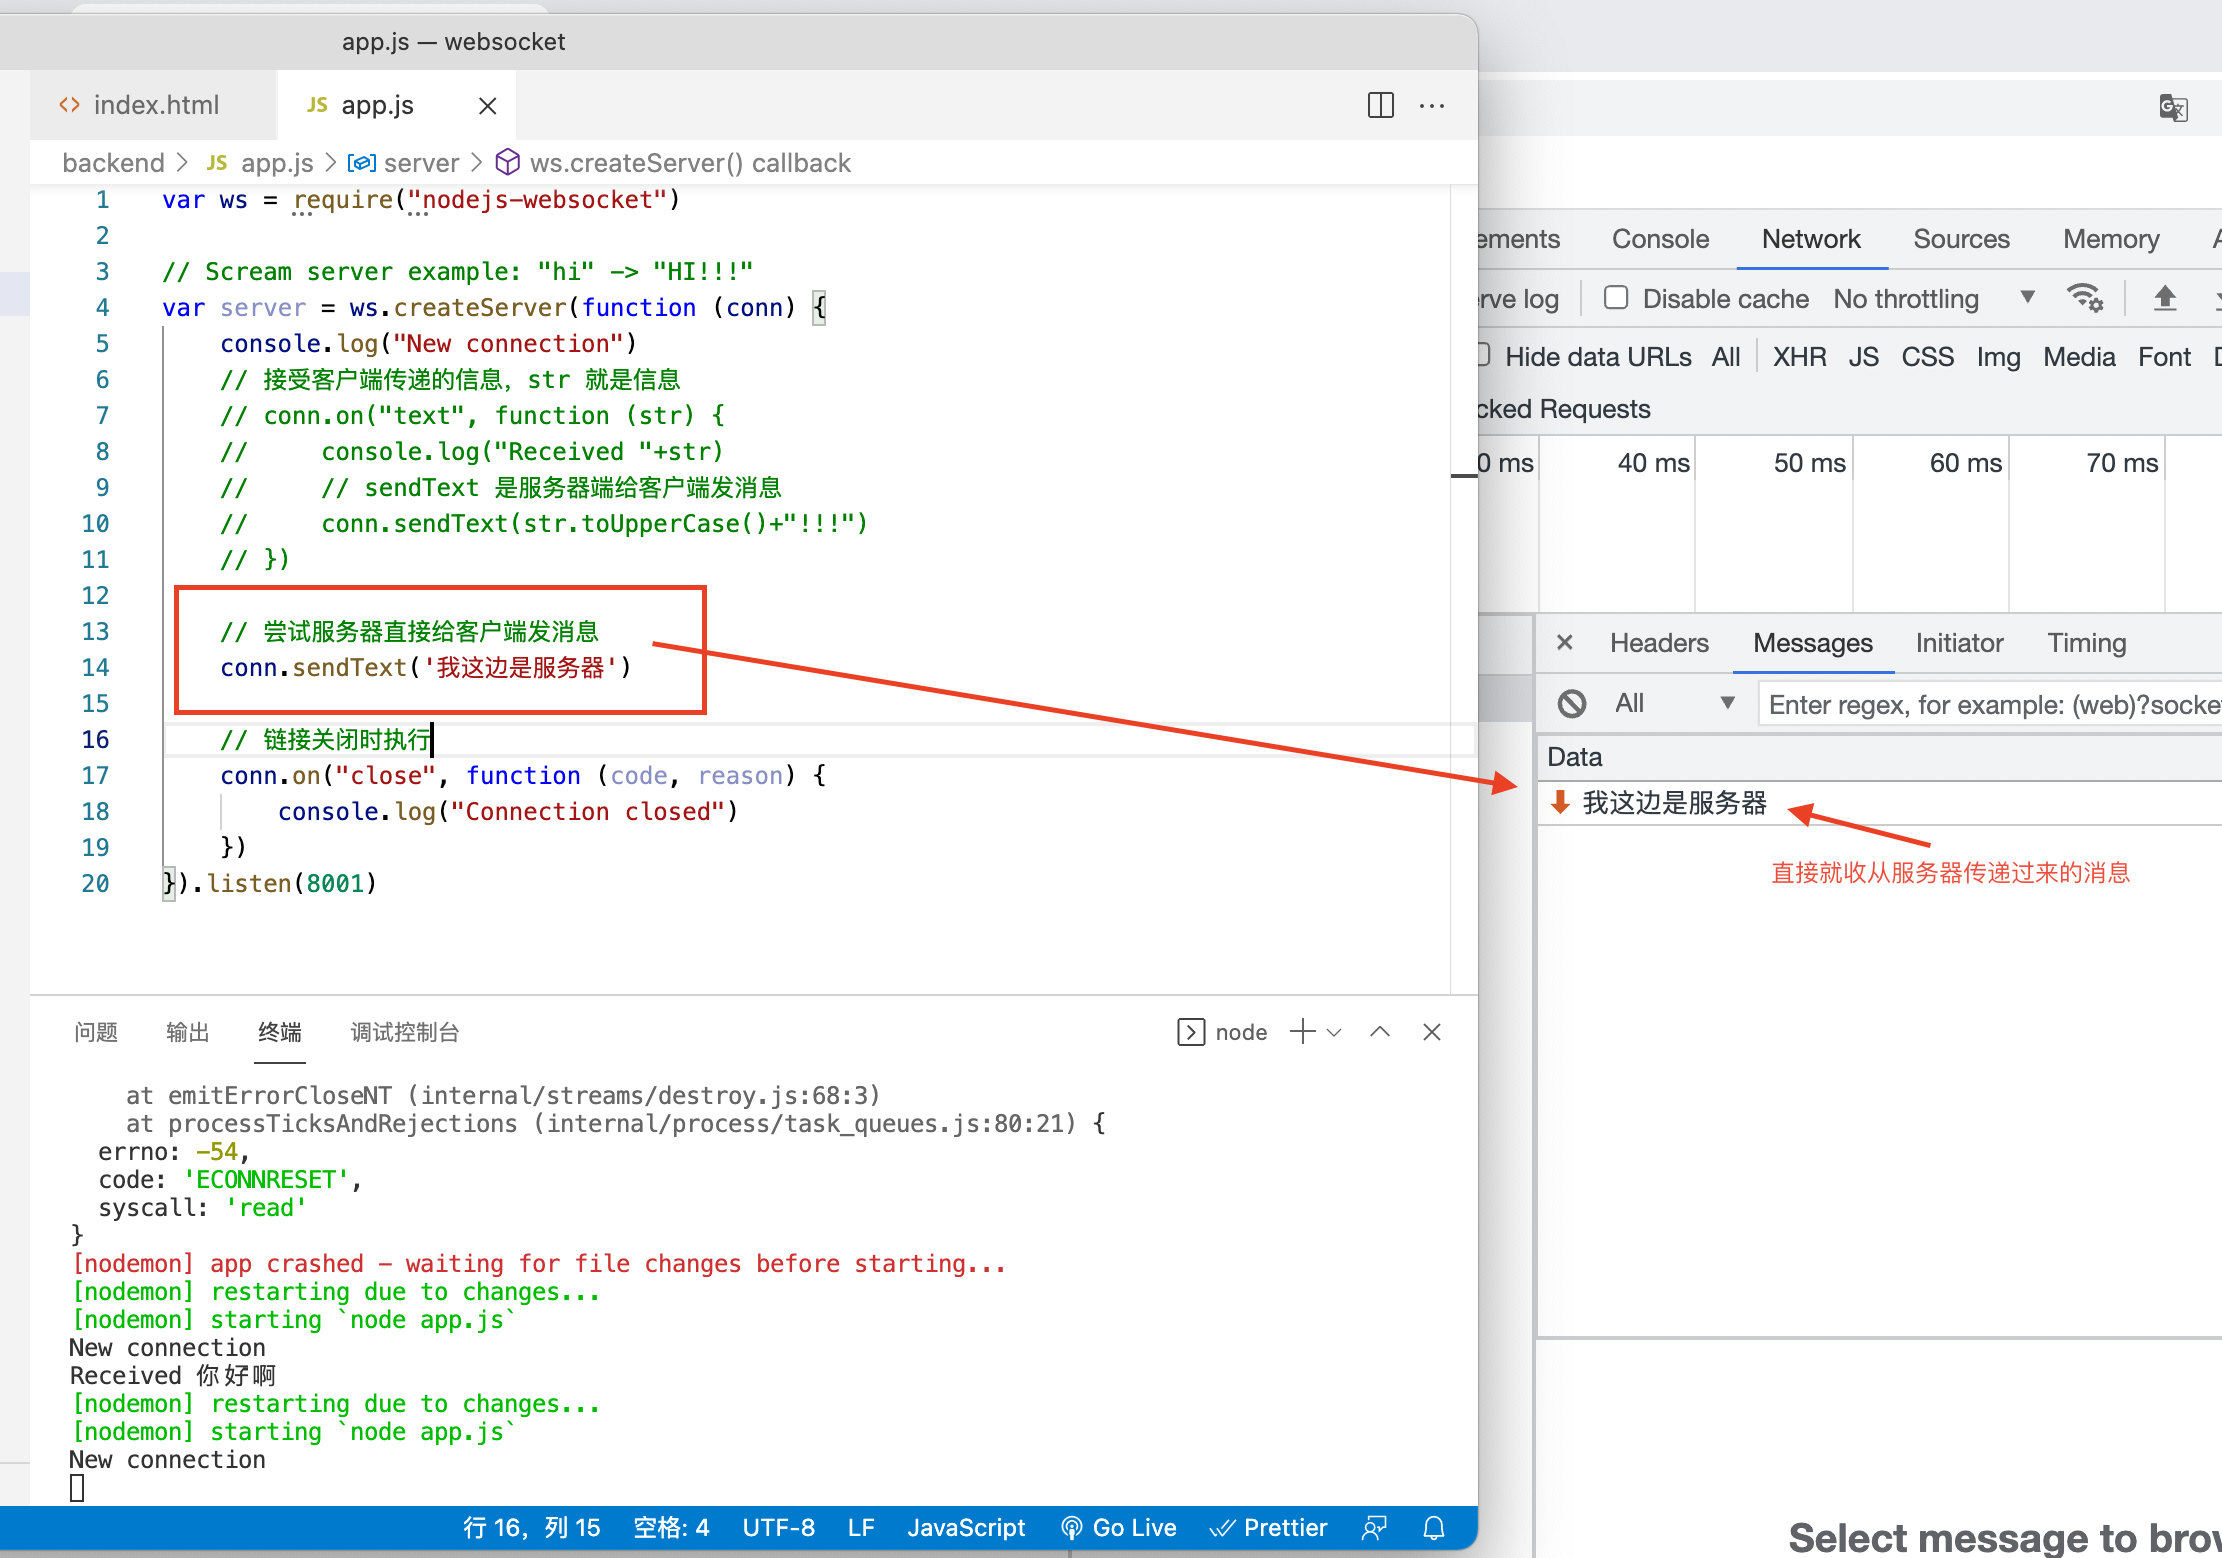 app.js — websocket
index.html
JS app.js
backend > JS app.js > server > ws.createServer() callback
1 var ws = require("nodejs-websocket")
2
3 // Scream server example: "hi" -> "HI!!!"
4 var server = ws.createServer(function (conn) {
5 console.log("New connection")
6 // 接受客户端传递的信息，str 就是信息
7 // conn.on("text", function (str) {
8 // console.log("Received "+str)
9 // // sendText 是服务器端给客户端发消息
10 // conn.sendText(str.toUpperCase()+"!!!")
11 // })
12
13 // 尝试服务器直接给客户端发消息
14 conn.sendText('我这边是服务器')
15
16 // 链接关闭时执行
17 conn.on("close", function (code, reason) {
18 console.log("Connection closed")
19 })
20 }).listen(8001)
问题 输出 终端 调试控制台 node
at emitErrorCloseNT (internal/streams/destroy.js:68:3)
at processTicksAndRejections (internal/process/task_queues.js:80:21) {
errno: -54,
code: 'ECONNRESET',
syscall: 'read'
}
[nodemon] app crashed - waiting for file changes before starting...
[nodemon] restarting due to changes...
[nodemon] starting `node app.js`
New connection
Received 你好啊
[nodemon] restarting due to changes...
[nodemon] starting `node app.js`
New connection
行 16，列 15 空格: 4 UTF-8 LF JavaScript Go Live Prettier
ements Console Network Sources Memory
rve log Disable cache No throttling
Hide data URLs All XHR JS CSS Img Media Font
cked Requests
0 ms 40 ms 50 ms 60 ms 70 ms
Headers Messages Initiator Timing
All Enter regex, for example: (web)?socke
Data
我这边是服务器
直接就收从服务器传递过来的消息
Select message to brow